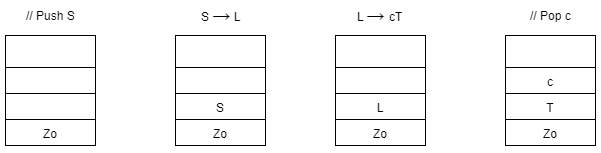 // Push S
S → L
L → cT
// Pop c
c
S
L
T
Zo
Zo
Zo
Zo